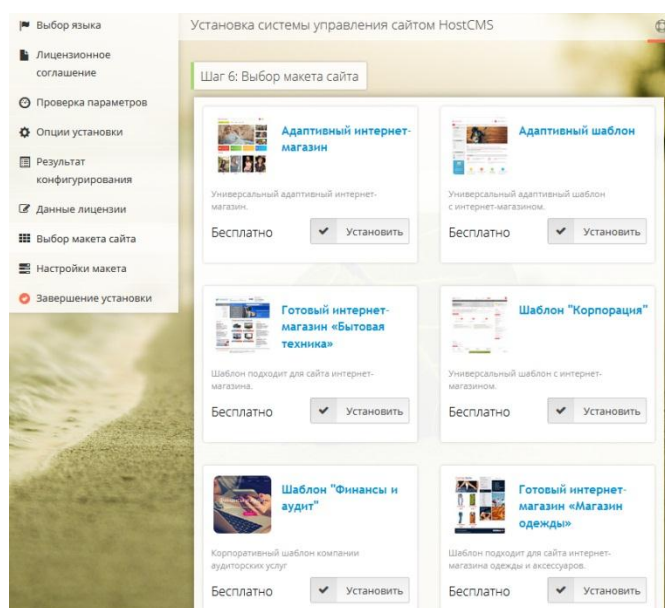 Выбор языка
Лицензионное
соглашение
Проверка параметров
Опции установки
Результат
конфигурирования
Данные лицензии
Выбор макета сайта
Настройки макета
Завершение установки
Установка системы управления сайтом HostCMS
Шаг 6: Выбор макета сайта
Адаптивный интернет-
магазин
Универсальный адаптивный интернет-
магазин.
Бесплатно
Установить
Адаптивный шаблон
Универсальный адаптивный шаблон
с интернет-магазином.
Бесплатно
Установить
Готовый интернет-
магазин «Бытовая
техника»
Шаблон подходит для сайта интернет-
магазина.
Бесплатно
Установить
Шаблон "Корпорация"
Универсальный шаблон с интернет-
магазином.
Бесплатно
Установить
Шаблон "Финансы и
аудит"
Корпоративный шаблон компании
аудиторских услуг
Бесплатно
Установить
Готовый интернет-
магазин «Магазин
одежды»
Шаблон подходит для сайта интернет-
магазина одежды и аксессуаров.
Бесплатно
Установить